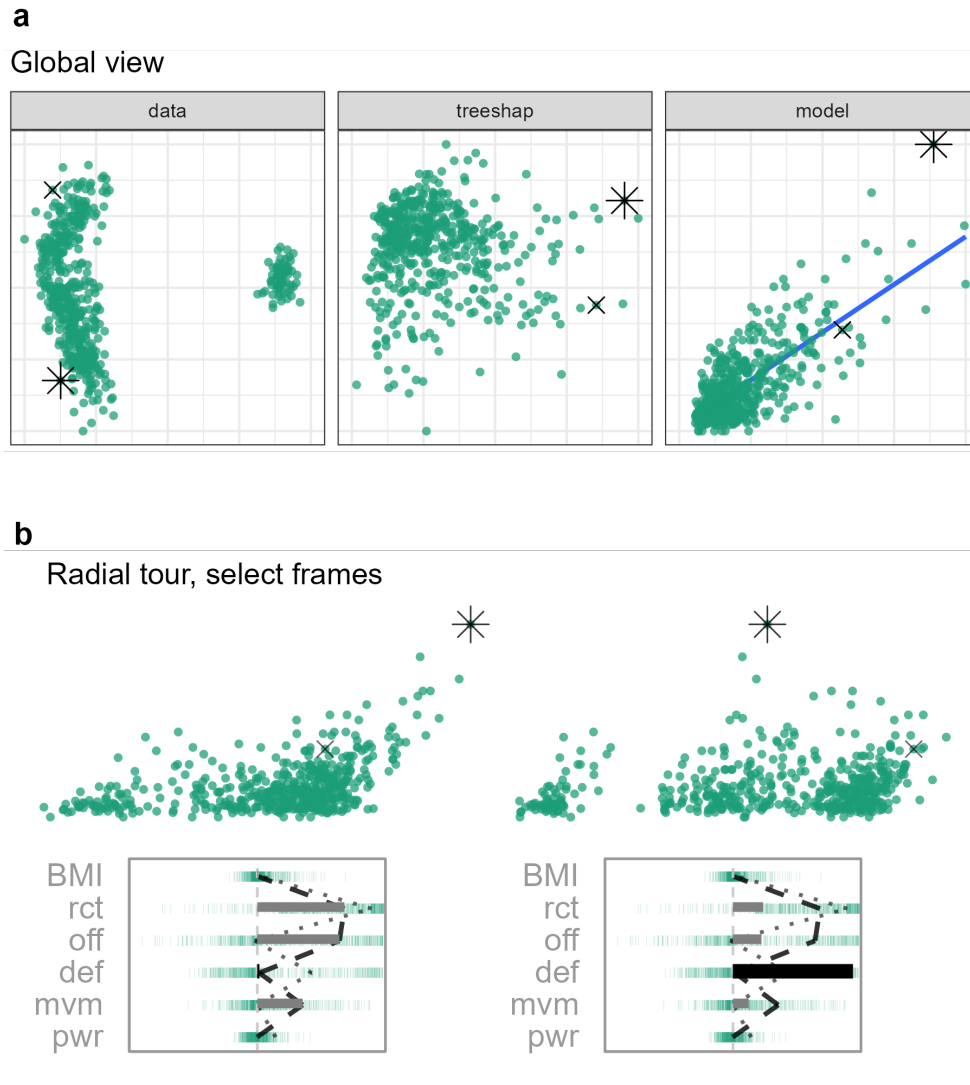 a
Global view
data treeshap model
b
Radial tour, select frames
BMI BMI
rct rct
off off
def def
mvm mvm
pwr pwr